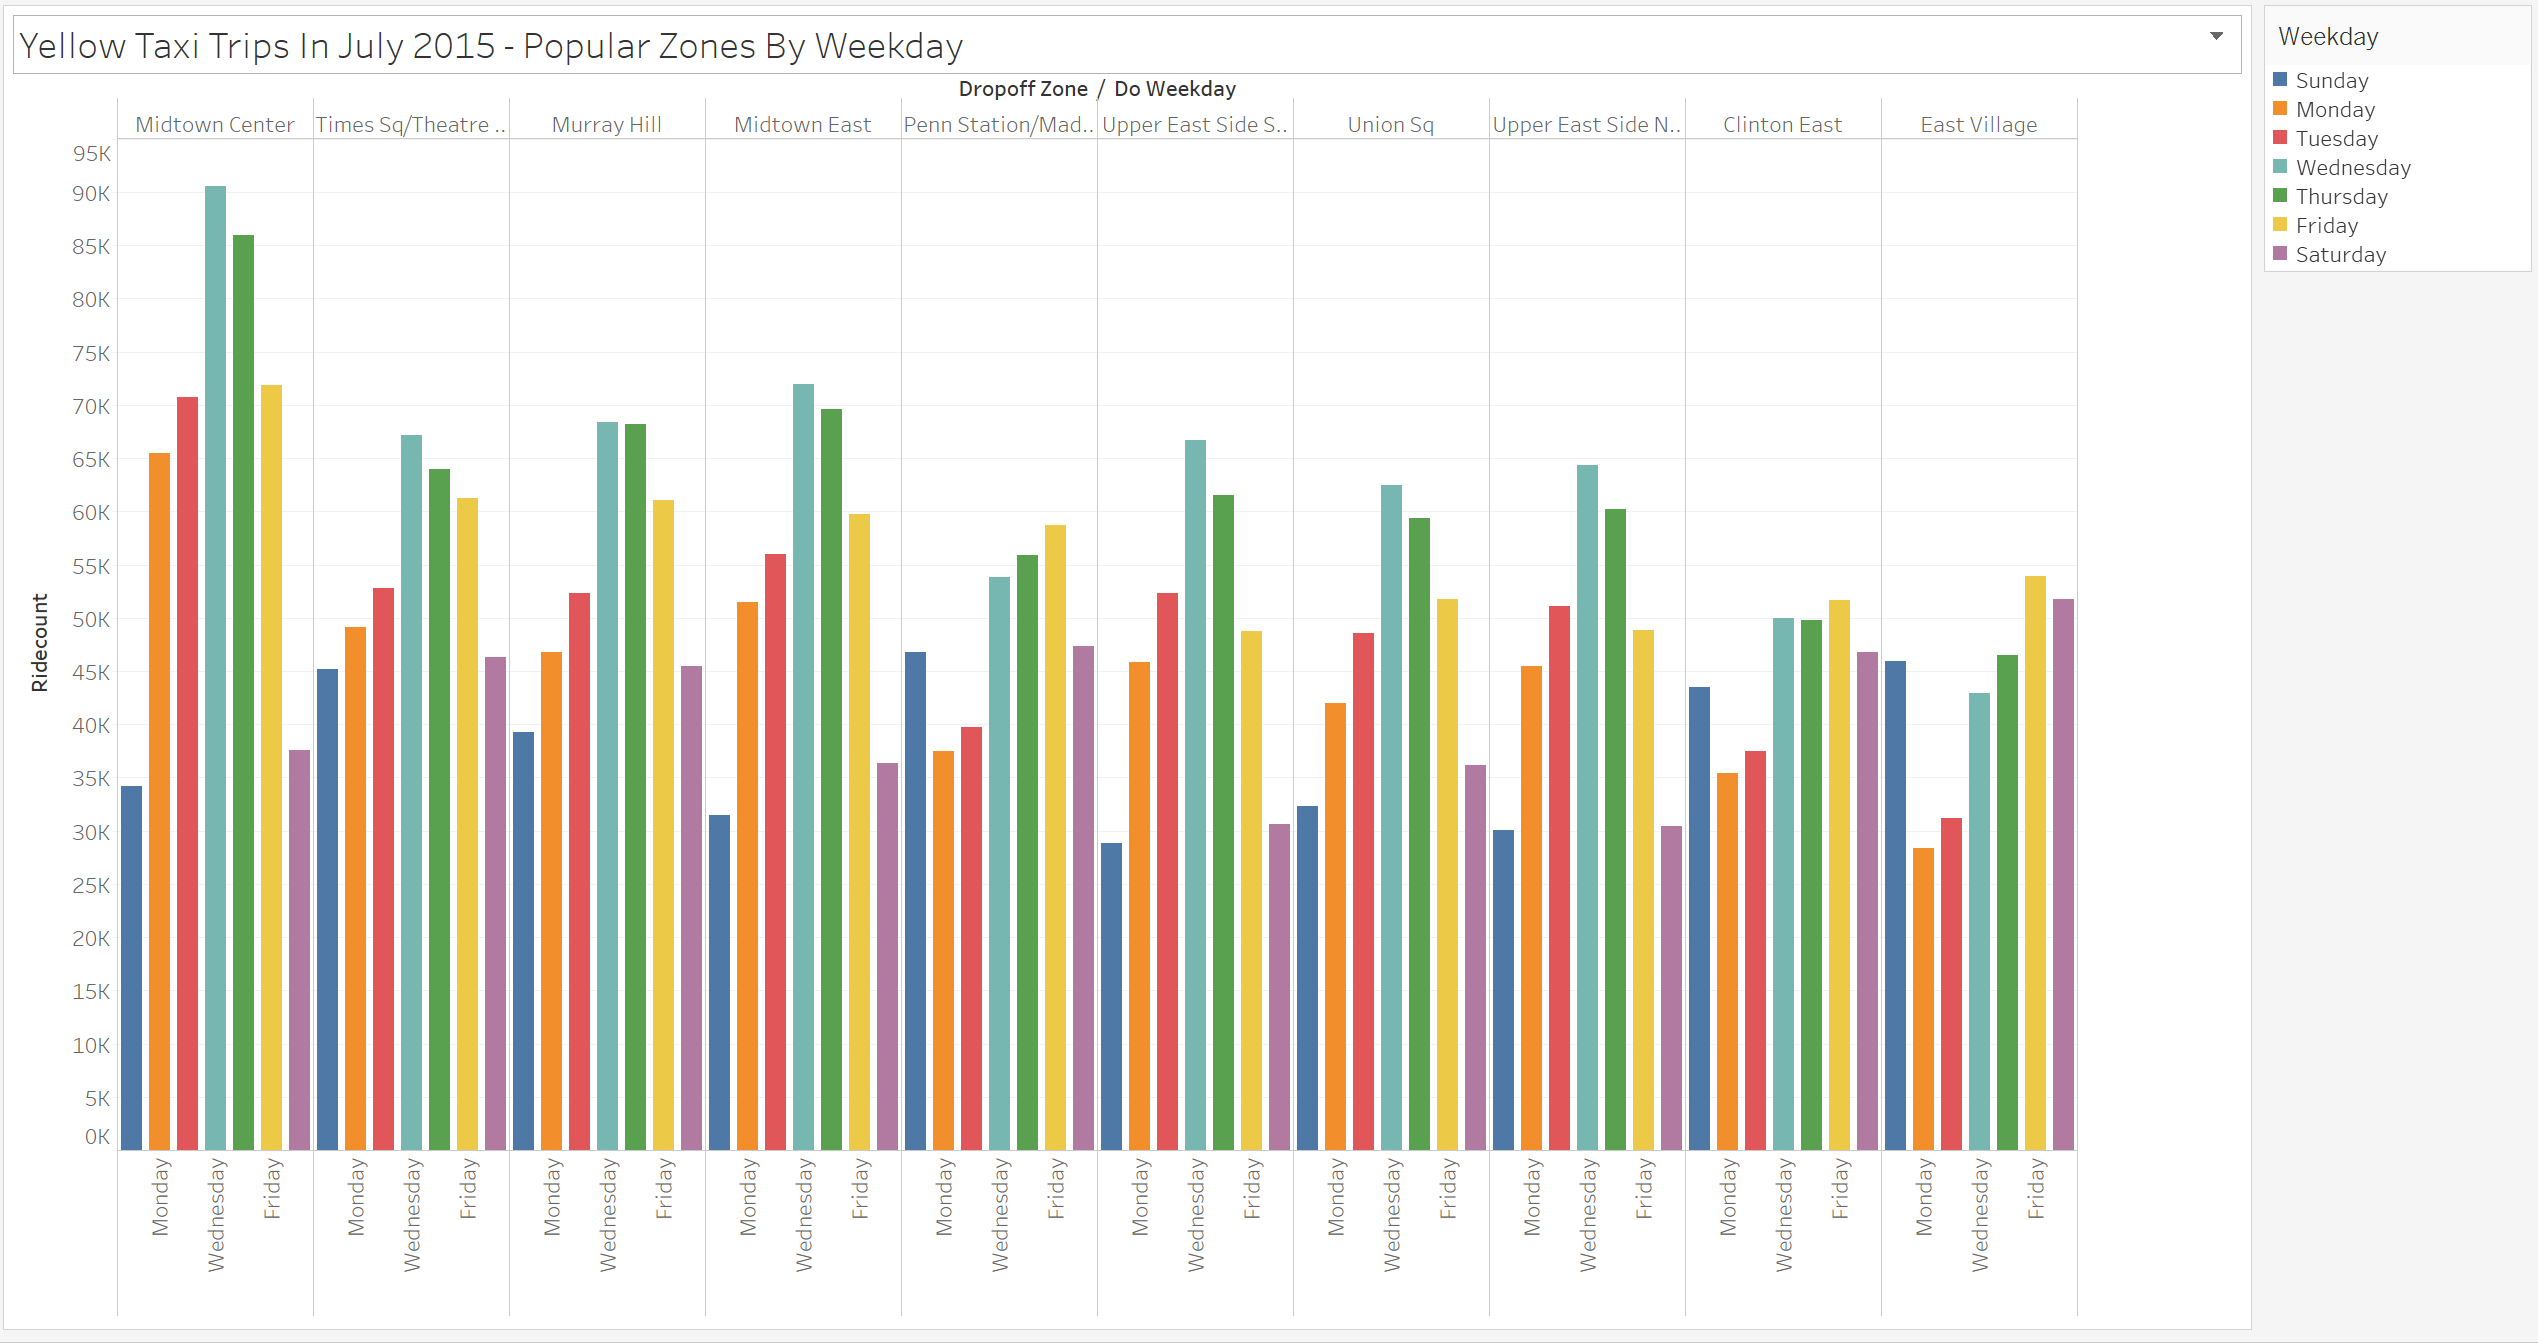 Yellow Taxi Trips In July 2015 - Popular Zones By Weekday
Dropoff Zone / Do Weekday
Midtown Center Times Sq/Theatre .. Murray Hill Midtown East Penn Station/Mad.. Upper East Side S.. Union Sq Upper East Side N.. Clinton East East Village
95K
90K
85K
80K
75K
70K
65K
60K
55K
50K
45K
40K
35K
30K
25K
20K
15K
10K
5K
0K
Ridecount
Monday Wednesday Friday Monday Wednesday Friday Monday Wednesday Friday Monday Wednesday Friday Monday Wednesday Friday Monday Wednesday Friday Monday Wednesday Friday Monday Wednesday Friday Monday Wednesday Friday Monday Wednesday Friday
Weekday
Sunday
Monday
Tuesday
Wednesday
Thursday
Friday
Saturday